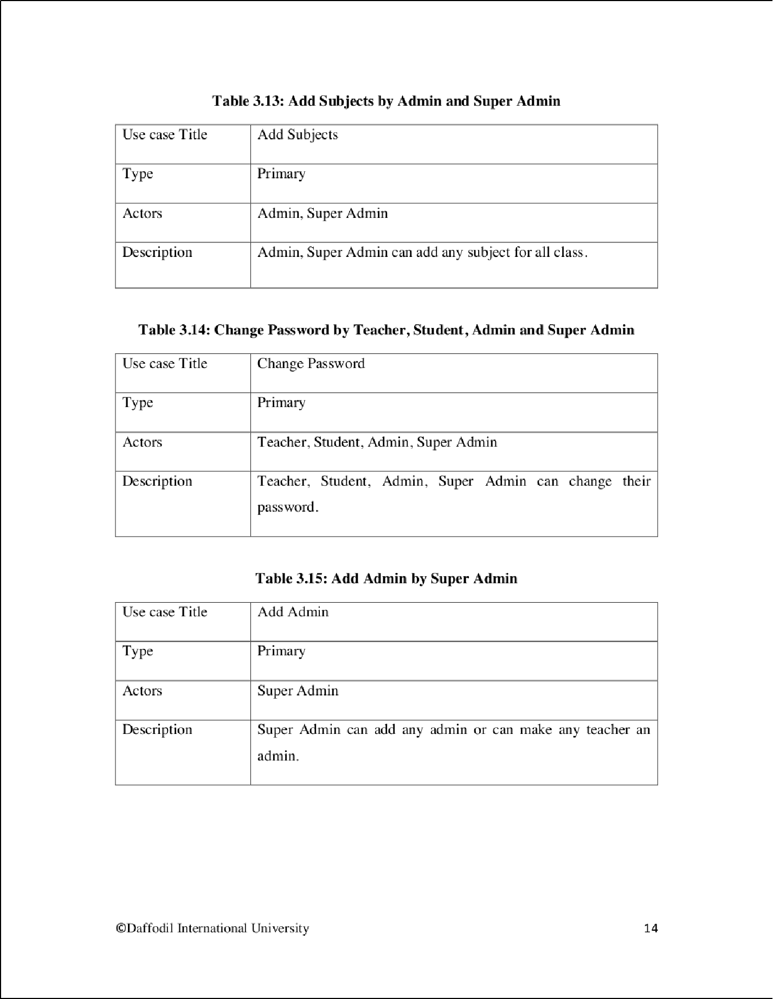 Table 3.13: Add Subjects by Admin and Super Admin
Use case Title Add Subjects
Type Primary
Actors Admin, Super Admin
Description Admin, Super Admin can add any subject for all class.
Table 3.14: Change Password by Teacher, Student, Admin and Super Admin
Use case Title Change Password
Type Primary
Actors Teacher, Student, Admin, Super Admin
Description Teacher, Student, Admin, Super Admin can change their
password.
Table 3.15: Add Admin by Super Admin
Use case Title Add Admin
Type Primary
Actors Super Admin
Description Super Admin can add any admin or can make any teacher an
admin.
©Daffodil International University 14